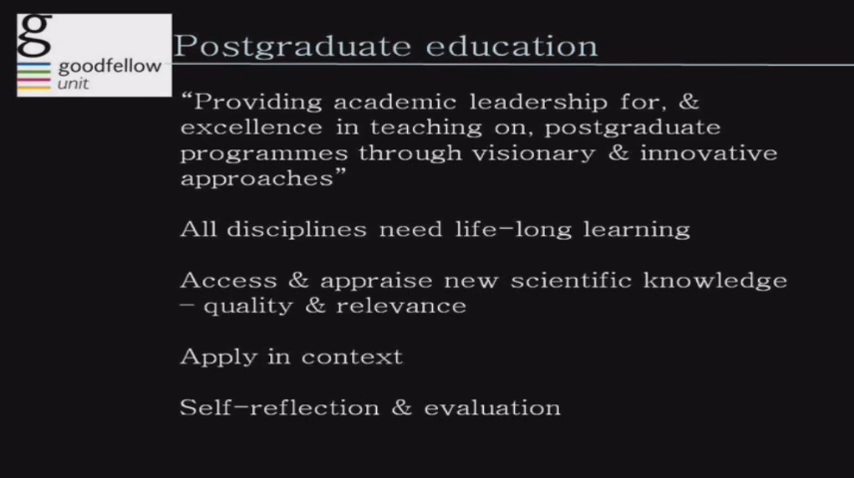 g
goodfellow
unit
Postgraduate education
“Providing academic leadership for, &
excellence in teaching on, postgraduate
programmes through visionary & innovative
approaches”
All disciplines need life-long learning
Access & appraise new scientific knowledge
– quality & relevance
Apply in context
Self-reflection & evaluation